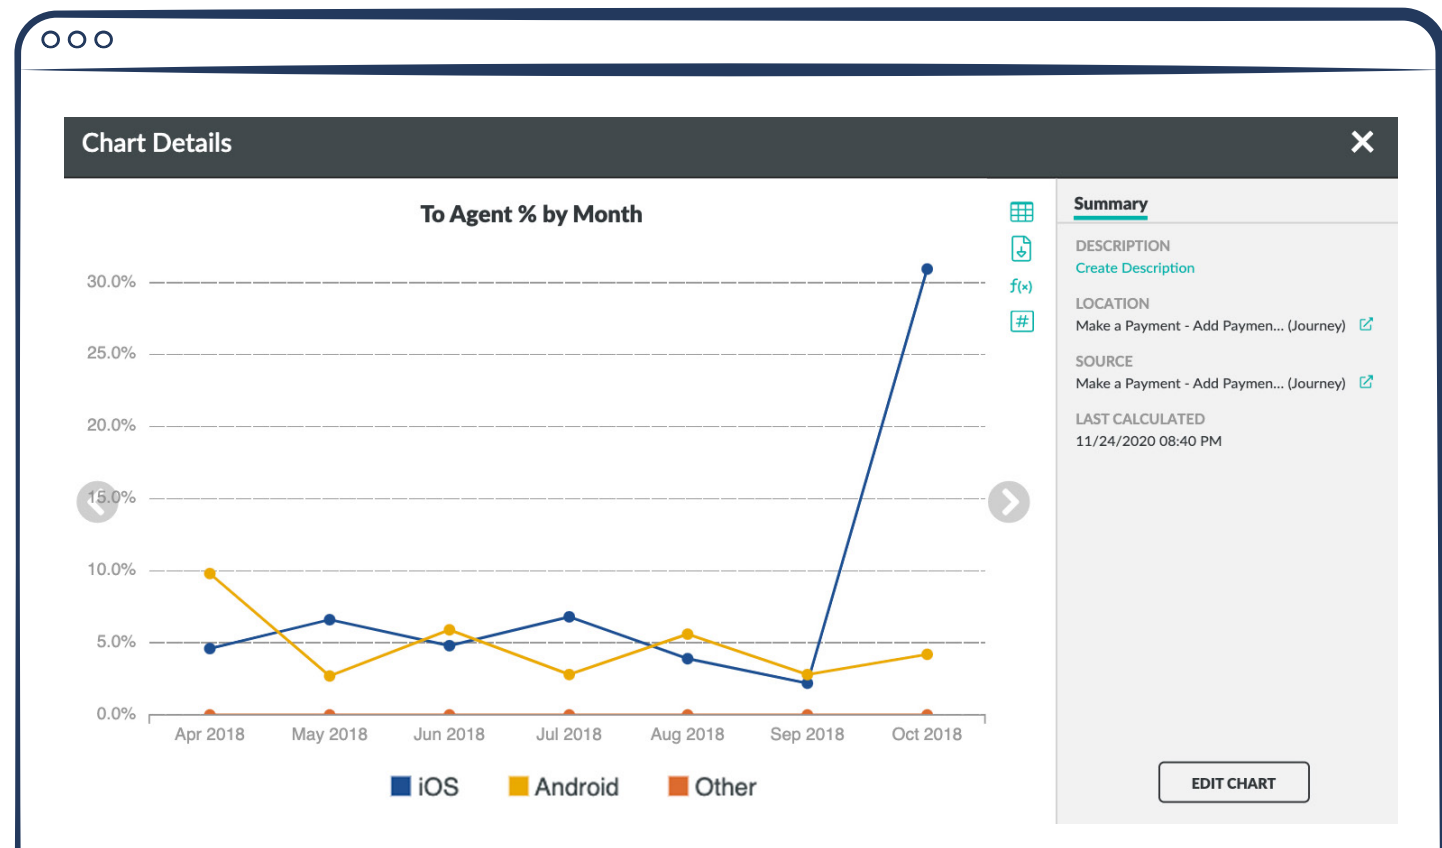 Chart Details
To Agent % by Month
30.0%
25.0%
20.0%
15.0%
10.0%
5.0%
0.0%
Apr 2018 May 2018 Jun 2018 Jul 2018 Aug 2018 Sep 2018 Oct 2018
iOS Android Other
f(x)
#
Summary
DESCRIPTION
Create Description
LOCATION
Make a Payment - Add Paymen... (Journey)
SOURCE
Make a Payment - Add Paymen... (Journey)
LAST CALCULATED
11/24/2020 08:40 PM
EDIT CHART